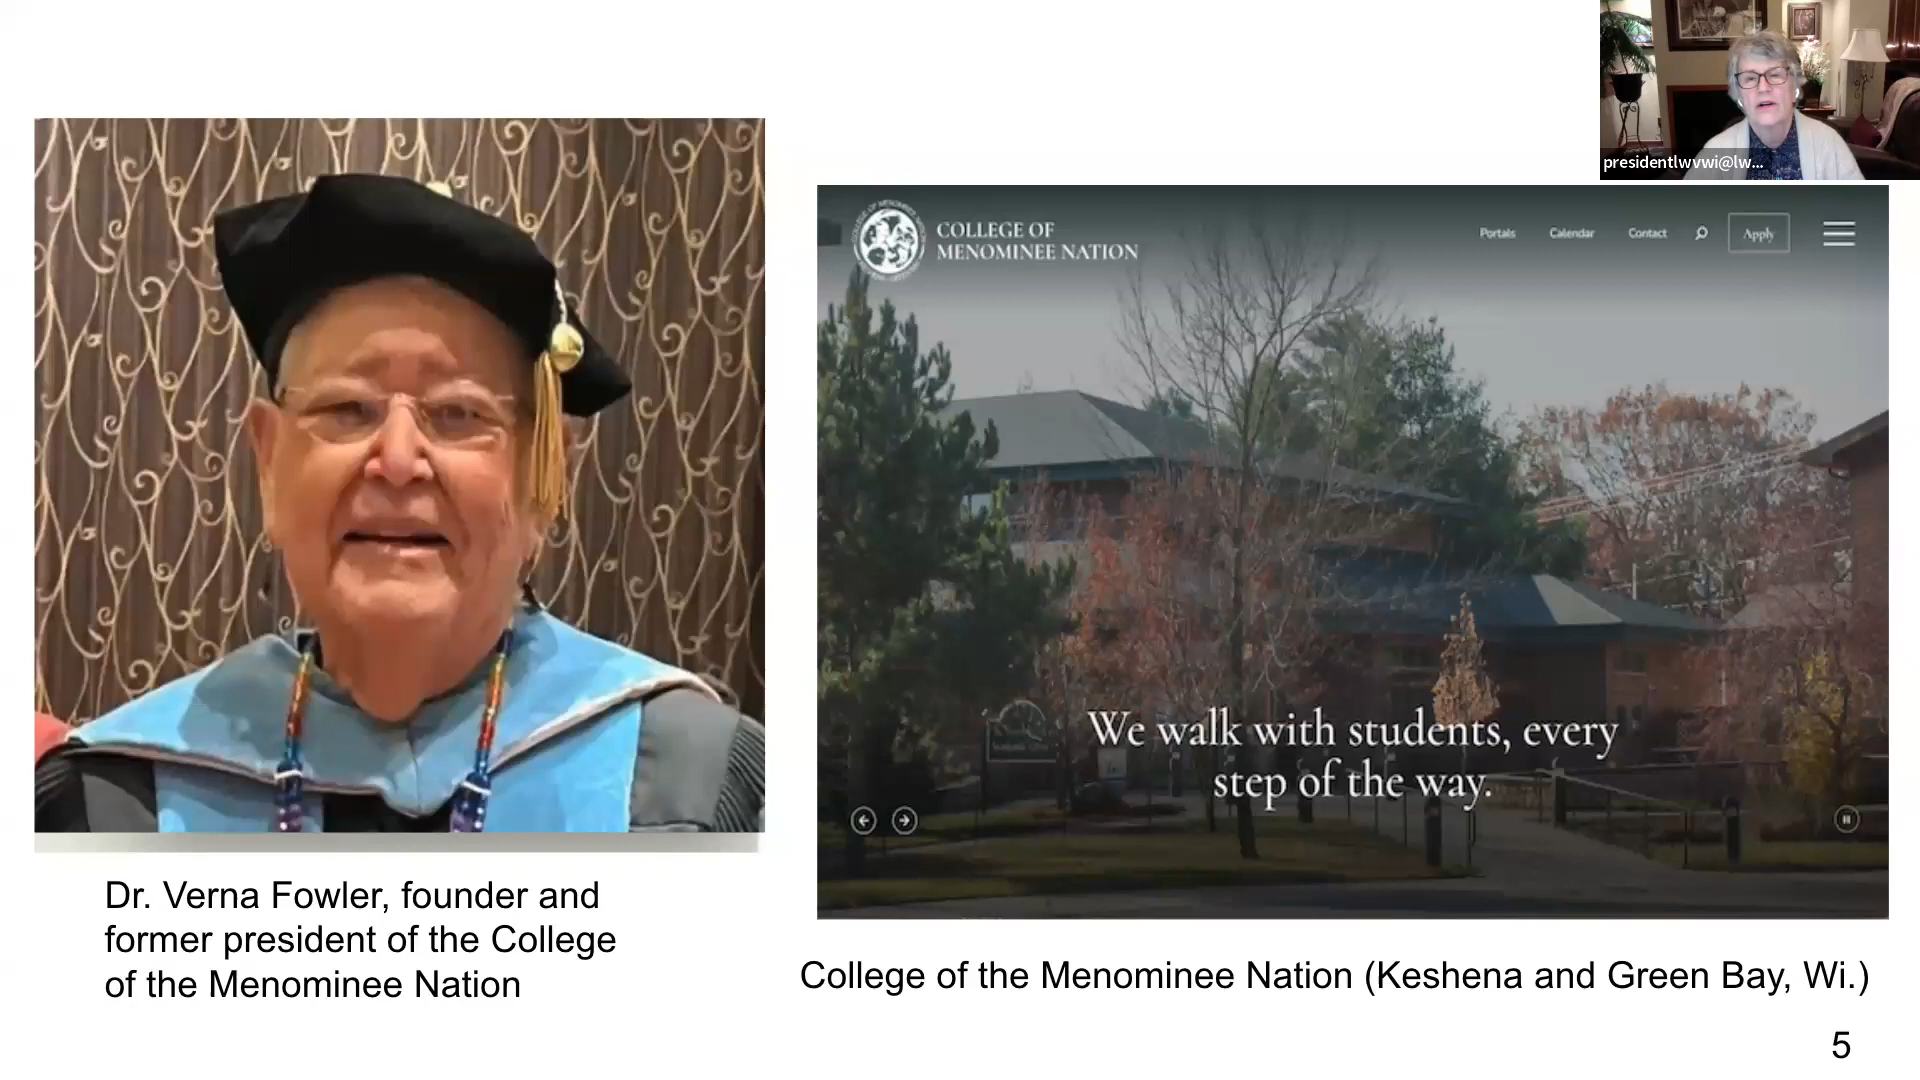 presidentlwvwi@lw...
COLLEGE OF
MENOMINEE NATION
Portals
Calendar
Contact
Apply
We walk with students, every
step of the way.
Dr. Verna Fowler, founder and
former president of the College
of the Menominee Nation
College of the Menominee Nation (Keshena and Green Bay, Wi.)
5